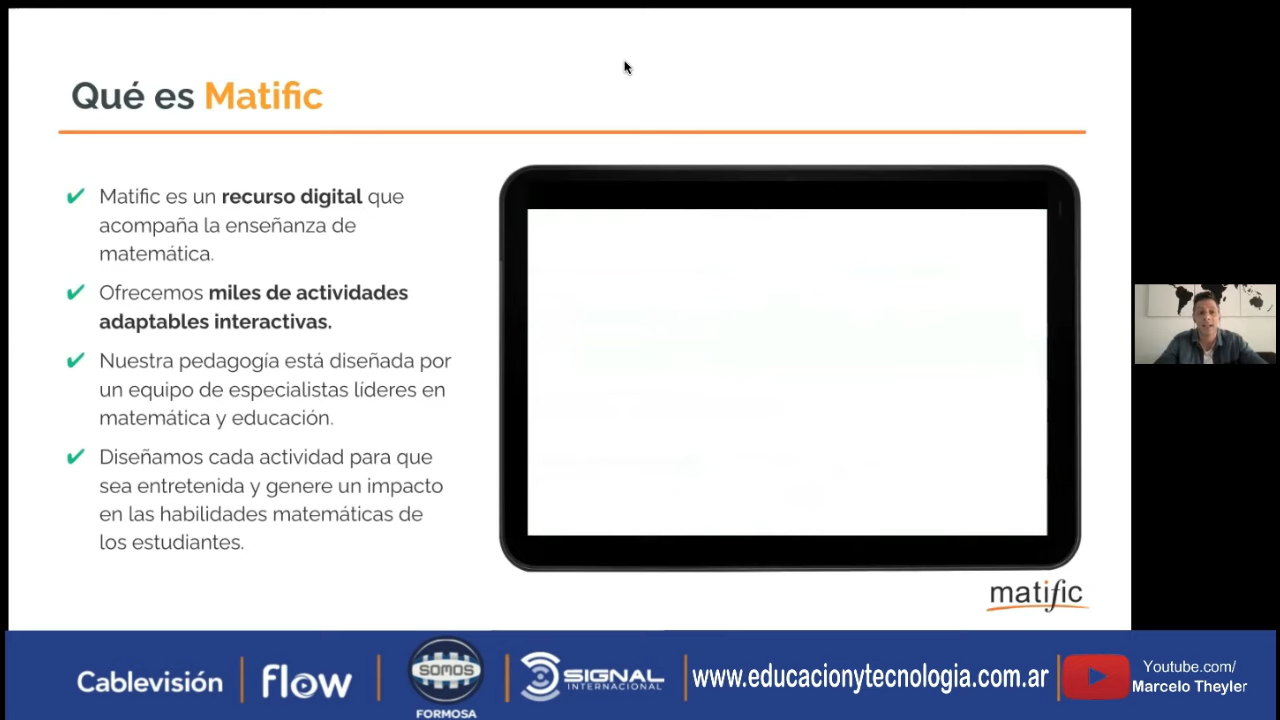 Qué es Matific
✔ Matific es un recurso digital que
acompaña la enseñanza de
matemática.
✔ Ofrecemos miles de actividades
adaptables interactivas.
✔ Nuestra pedagogía está diseñada por
un equipo de especialistas líderes en
matemática y educación.
✔ Diseñamos cada actividad para que
sea entretenida y genere un impacto
en las habilidades matemáticas de
los estudiantes.
matific
Cablevisión
flow
SOMOS
FORMOSA
SIGNAL
INTERNACIONAL
www.educacionytecnologia.com.ar
Youtube.com/
Marcelo Theyler